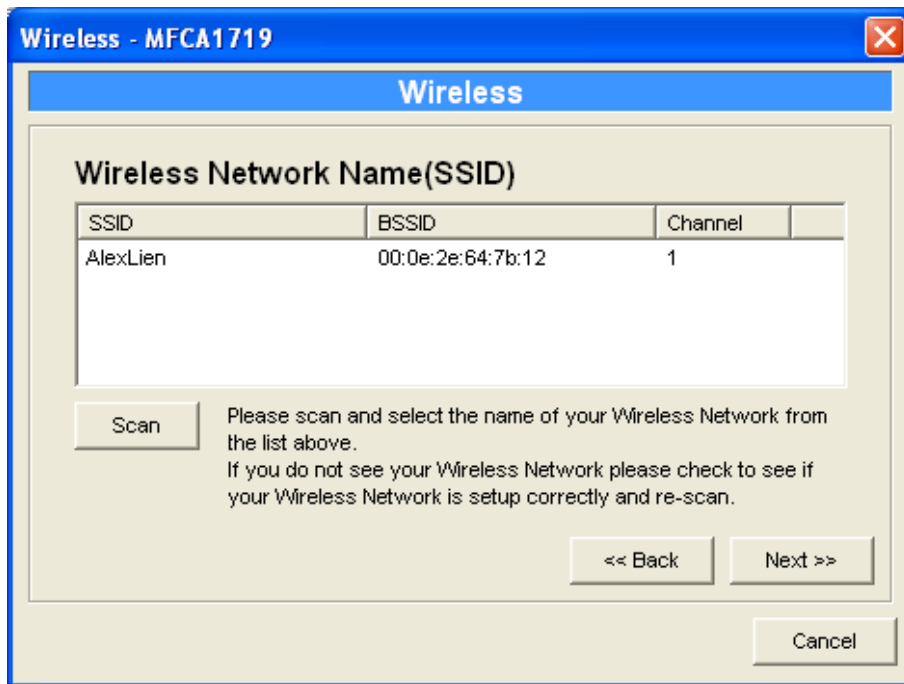 Wireless - MFCA1719
Wireless
Wireless Network Name(SSID)
SSID BSSID Channel
AlexLien 00:0e:2e:64:7b:12 1
Scan
Please scan and select the name of your Wireless Network from
the list above.
If you do not see your Wireless Network please check to see if
your Wireless Network is setup correctly and re-scan.
<< Back Next >>
Cancel